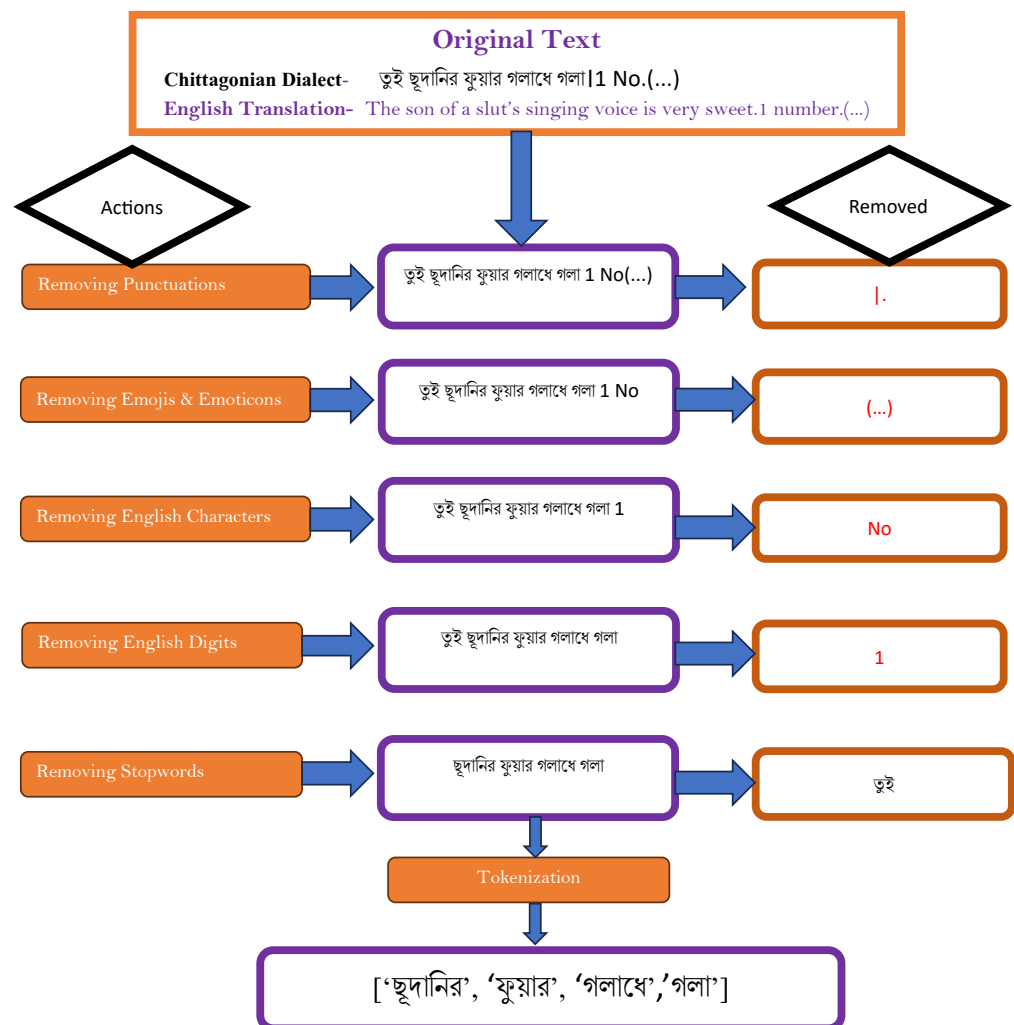 Original Text
Chittagonian Dialect- তুই ছূদানির ফুয়ার গলাধে গলা|1 No.(...)
English Translation- The son of a slut's singing voice is very sweet.1 number.(...)
Actions
Removed
Removing Punctuations
তুই ছূদানির ফুয়ার গলাধে গলা 1 No(...)
|.
Removing Emojis & Emoticons
তুই ছূদানির ফুয়ার গলাধে গলা 1 No
(...)
Removing English Characters
তুই ছূদানির ফুয়ার গলাধে গলা 1
No
Removing English Digits
তুই ছূদানির ফুয়ার গলাধে গলা
1
Removing Stopwords
ছূদানির ফুয়ার গলাধে গলা
তুই
Tokenization
[‘ছূদানির’, ‘ফুয়ার’, ‘গলাধে’,’গলা’]